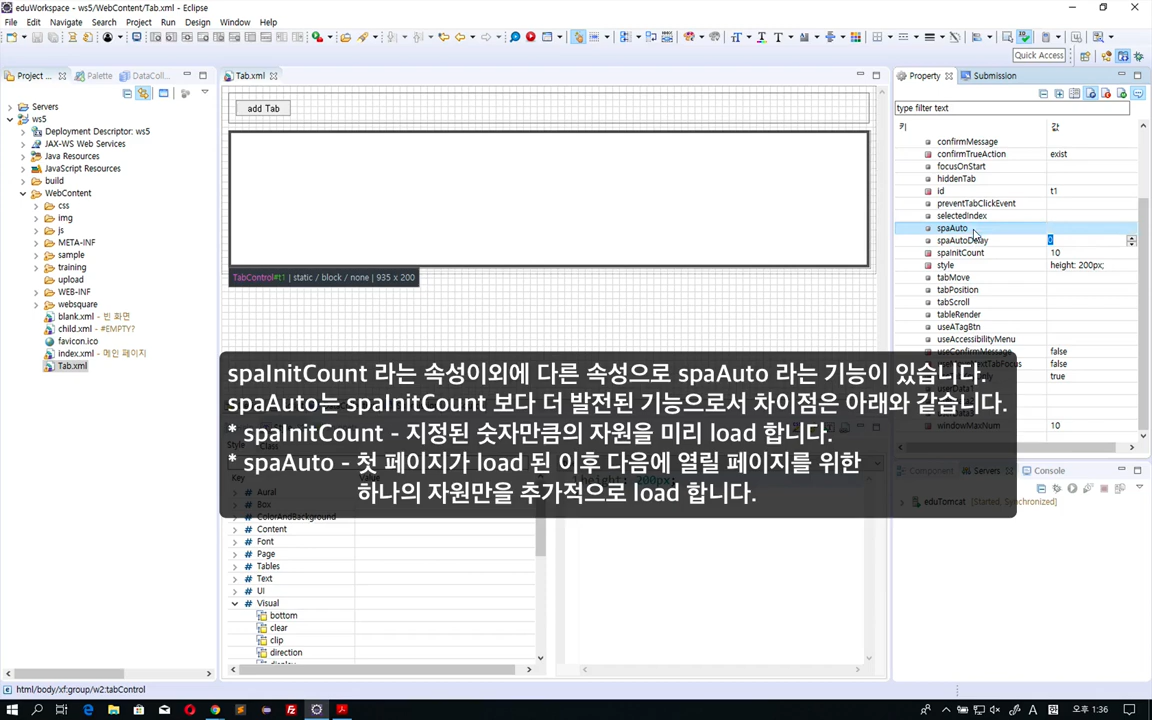 eduWorkspace - ws5/WebContent/Tab.xml - Eclipse
File Edit Navigate Search Project Run Design Window Help
Quick Access
Project ...
Palette
DataColl...
Servers
ws5
Deployment Descriptor: ws5
JAX-WS Web Services
Java Resources
JavaScript Resources
build
WebContent
css
img
js
META-INF
sample
training
upload
WEB-INF
websquare
blank.xml - 빈 화면
child.xml - #EMPTY?
favicon.ico
index.xml - 메인 페이지
Tab.xml
Tab.xml
add Tab
TabControl#t1 | static / block / none | 935 x 200
spaInitCount 라는 속성이외에 다른 속성으로 spaAuto 라는 기능이 있습니다.
spaAuto는 spaInitCount 보다 더 발전된 기능으로서 차이점은 아래와 같습니다.
* spaInitCount - 지정된 숫자만큼의 자원을 미리 load 합니다.
* spaAuto - 첫 페이지가 load 된 이후 다음에 열릴 페이지를 위한
하나의 자원만을 추가적으로 load 합니다.
Key
Value
Aural
Box
ColorAndBackground
Content
Font
Page
Tables
Text
UI
Visual
bottom
clear
clip
direction
height: 200px;
Property
Submission
type filter text
키 값
confirmMessage
confirmTrueAction exist
focusOnStart
hiddenTab
id t1
preventTabClickEvent
selectedIndex
spaAuto
spaAutoDelay 0
spaInitCount 10
style height: 200px;
tabMove
tabPosition
tabScroll
tableRender
useATagBtn
useAccessibilityMenu
useConfirmMessage false
false
true
userData1
windowMaxNum 10
Component
Servers
Console
eduTomcat [Started, Synchronized]
html/body/xf:group/w2:tabControl
오후 1:36